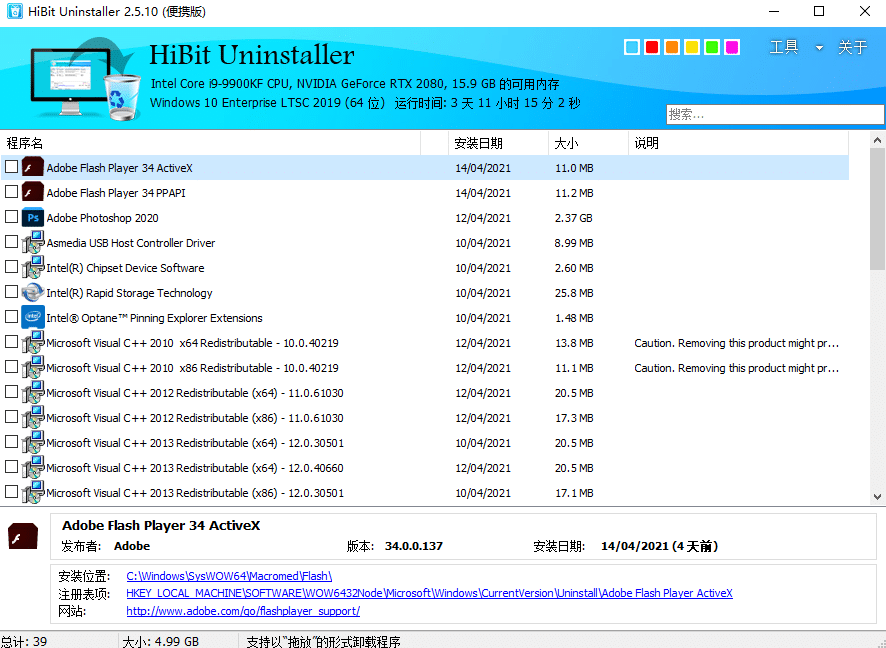 HiBit Uninstaller 2.5.10 (便携版)
HiBit Uninstaller
工具 关于
Intel Core i9-9900KF CPU, NVIDIA GeForce RTX 2080, 15.9 GB 的可用内存
Windows 10 Enterprise LTSC 2019 (64 位) 运行时间: 3 天 11 小时 15 分 2 秒
搜索...
程序名 安装日期 大小 说明
Adobe Flash Player 34 ActiveX 14/04/2021 11.0 MB
Adobe Flash Player 34 PPAPI 14/04/2021 11.2 MB
Ps Adobe Photoshop 2020 12/04/2021 2.37 GB
Asmedia USB Host Controller Driver 10/04/2021 8.99 MB
Intel(R) Chipset Device Software 10/04/2021 2.60 MB
Intel(R) Rapid Storage Technology 10/04/2021 25.8 MB
intel Intel® Optane™ Pinning Explorer Extensions 10/04/2021 1.48 MB
Microsoft Visual C++ 2010 x64 Redistributable - 10.0.40219 12/04/2021 13.8 MB Caution. Removing this product might pr...
Microsoft Visual C++ 2010 x86 Redistributable - 10.0.40219 12/04/2021 11.1 MB Caution. Removing this product might pr...
Microsoft Visual C++ 2012 Redistributable (x64) - 11.0.61030 12/04/2021 20.5 MB
Microsoft Visual C++ 2012 Redistributable (x86) - 11.0.61030 12/04/2021 17.3 MB
Microsoft Visual C++ 2013 Redistributable (x64) - 12.0.30501 10/04/2021 20.5 MB
Microsoft Visual C++ 2013 Redistributable (x64) - 12.0.40660 12/04/2021 20.5 MB
Microsoft Visual C++ 2013 Redistributable (x86) - 12.0.30501 10/04/2021 17.1 MB
Adobe Flash Player 34 ActiveX
发布者: Adobe 版本: 34.0.0.137 安装日期: 14/04/2021 (4 天前)
安装位置: C:\Windows\SysWOW64\Macromed\Flash\
注册表项: HKEY_LOCAL_MACHINE\SOFTWARE\WOW6432Node\Microsoft\Windows\CurrentVersion\Uninstall\Adobe Flash Player ActiveX
网站: http://www.adobe.com/go/flashplayer_support/
总计: 39 大小: 4.99 GB 支持以“拖放”的形式卸载程序